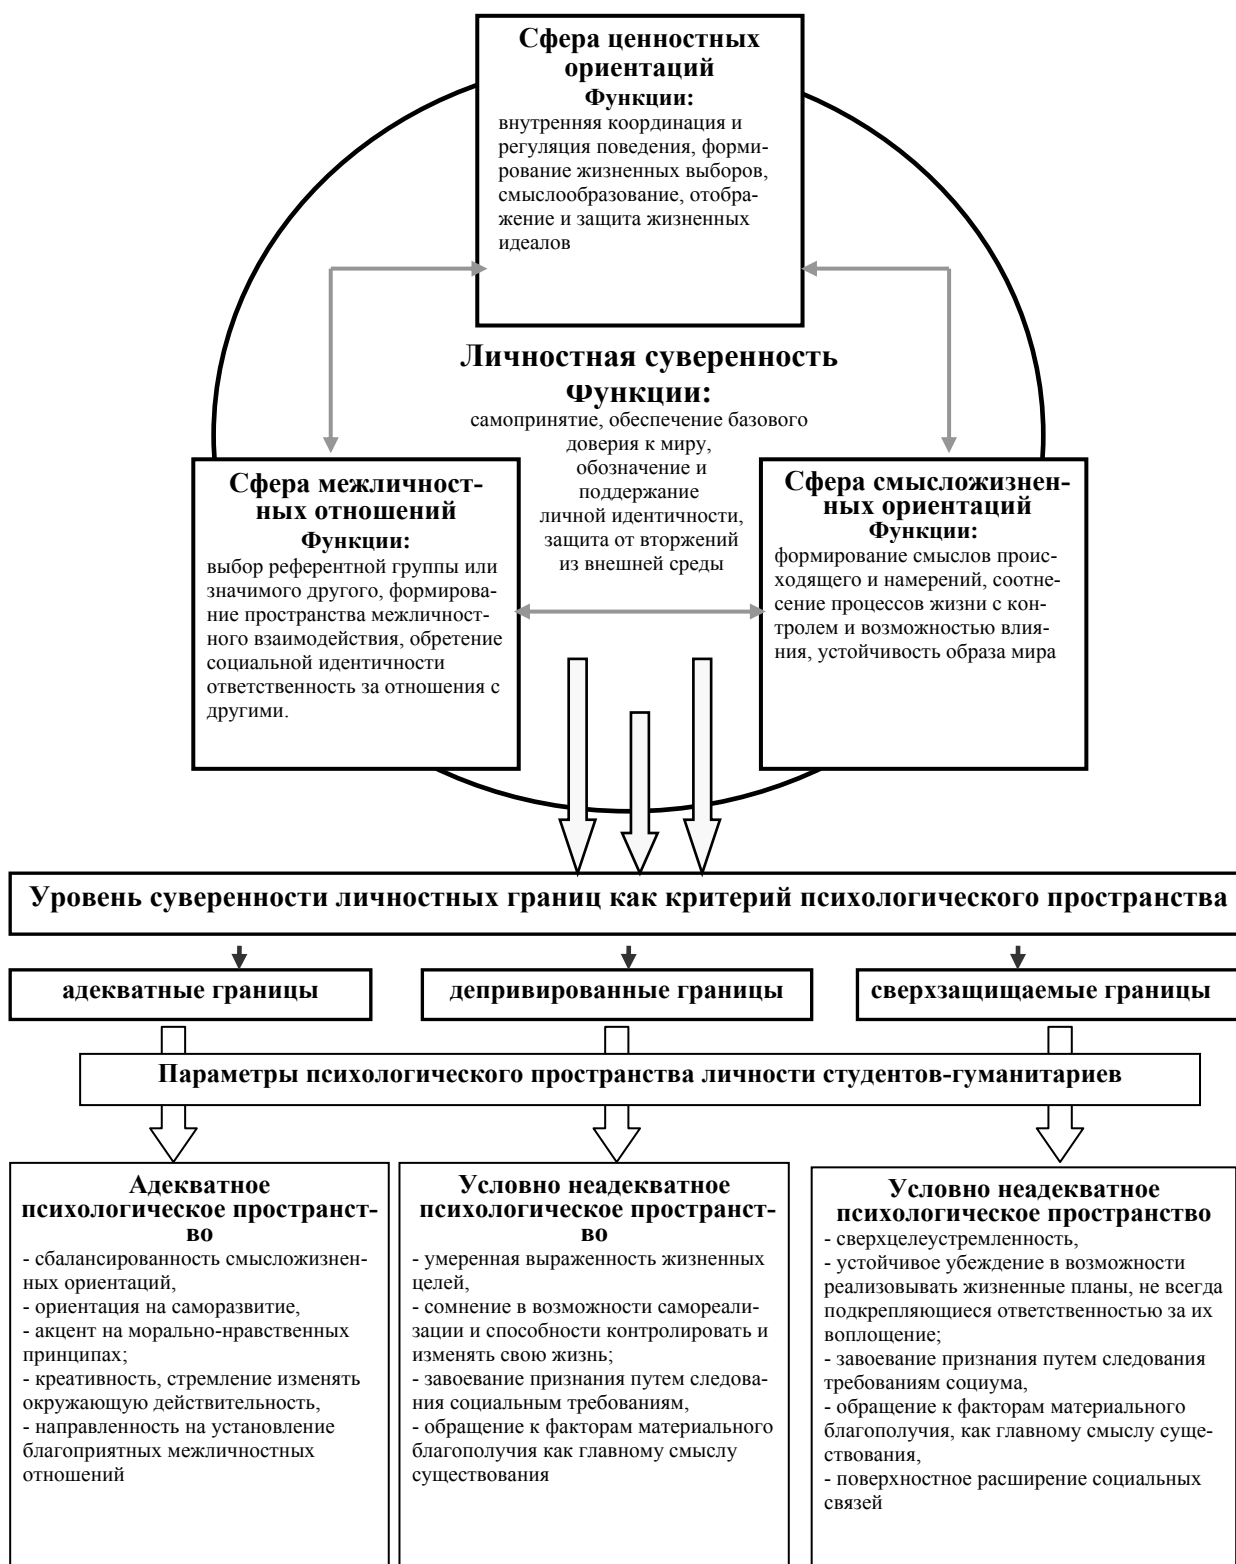 Сфера ценностных
ориентаций
Функции:
внутренняя координация и
регуляция поведения, форми-
рование жизненных выборов,
смыслообразование, отобра-
жение и защита жизненных
идеалов
Личностная суверенность
Функции:
самопринятие, обеспечение базового
доверия к миру,
обозначение и
поддержание
личной идентичности,
защита от вторжений
из внешней среды
Сфера межличност-
ных отношений
Функции:
выбор референтной группы или
значимого другого, формирова-
ние пространства межличност-
ного взаимодействия, обретение
социальной идентичности
ответственность за отношения с
другими.
Сфера смысложизнен-
ных ориентаций
Функции:
формирование смыслов проис-
ходящего и намерений, соотне-
сение процессов жизни с кон-
тролем и возможностью влия-
ния, устойчивость образа мира
Уровень суверенности личностных границ как критерий психологического пространства
адекватные границы
депривированные границы
сверхзащищаемые границы
Параметры психологического пространства личности студентов-гуманитариев
Адекватное
психологическое пространст-
во
- сбалансированность смысложизнен-
ных ориентаций,
- ориентация на саморазвитие,
- акцент на морально-нравственных
принципах;
- креативность, стремление изменять
окружающую действительность,
- направленность на установление
благоприятных межличностных
отношений
Условно неадекватное
психологическое пространст-
во
- умеренная выраженность жизненных
целей,
- сомнение в возможности самореали-
зации и способности контролировать и
изменять свою жизнь;
- завоевание признания путем следова-
ния социальным требованиям,
- обращение к факторам материального
благополучия как главному смыслу
существования
Условно неадекватное
психологическое пространство
- сверхцелеустремленность,
- устойчивое убеждение в возможности
реализовывать жизненные планы, не всегда
подкрепляющиеся ответственностью за их
воплощение;
- завоевание признания путем следования
требованиям социума,
- обращение к факторам материального
благополучия, как главному смыслу суще-
ствования,
- поверхностное расширение социальных
связей